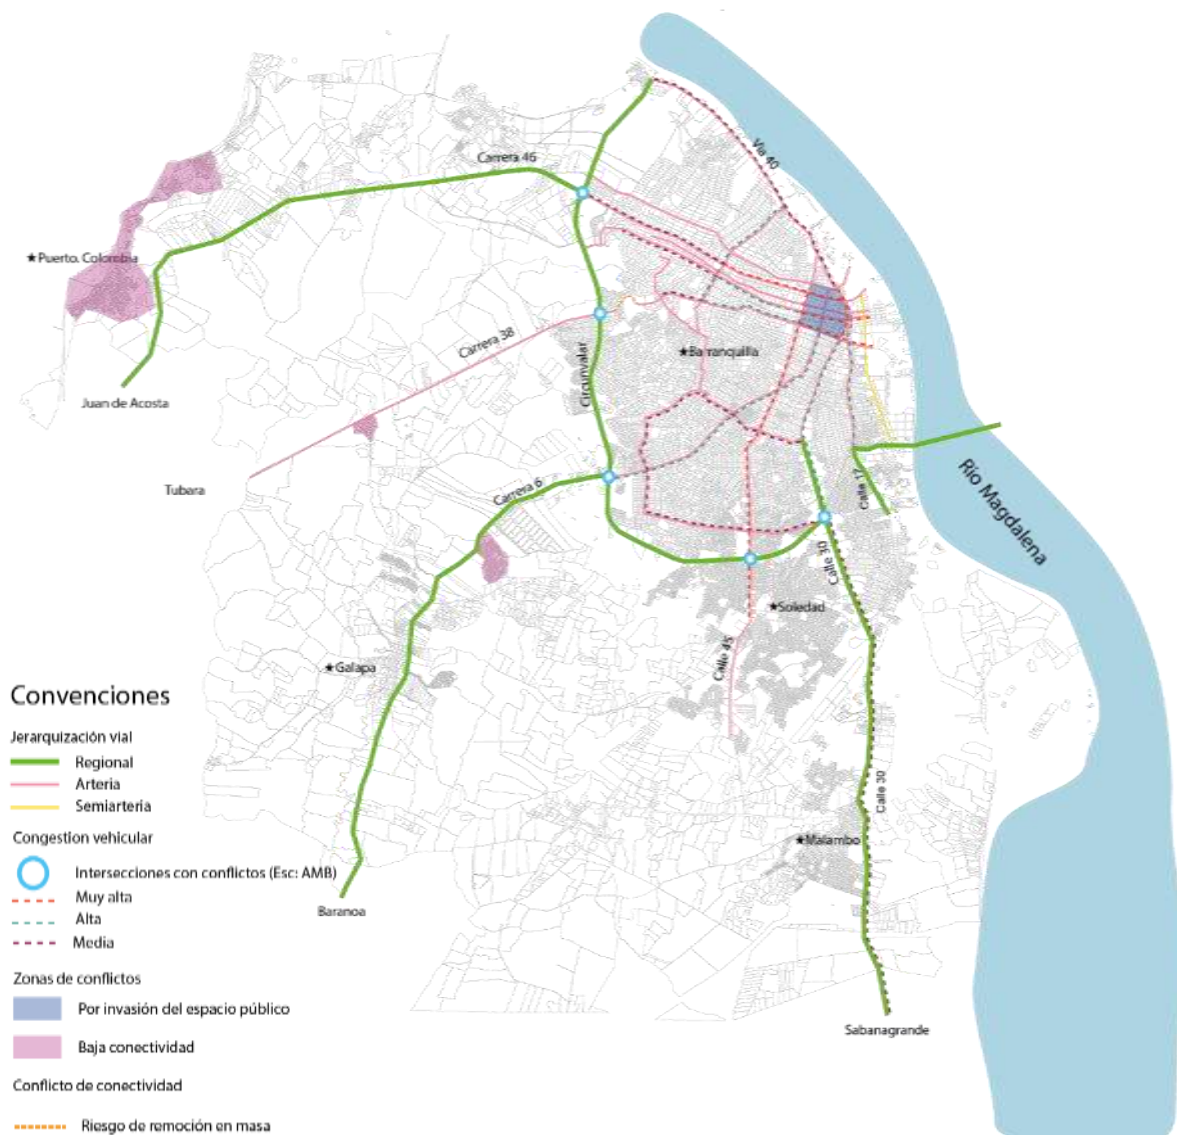 Vía 40
Carrera 46
★Puerto. Colombia
Carrera 38
★Barranquilla
Circunvalar
Juan de Acosta
Río Magdalena
Calle 17
Carrera 6
Tubara
Calle 30
★Soledad
Calle 45
★Galapa
Convenciones
Jerarquización vial
Regional
Arteria
Semiarteria
Calle 30
Congestion vehicular
★Malambo
Intersecciones con conflictos (Esc: AMB)
Muy alta
Baranoa
Alta
Media
Zonas de conflictos
Por invasión del espacio público
Sabanagrande
Baja conectividad
Conflicto de conectividad
Riesgo de remoción en masa